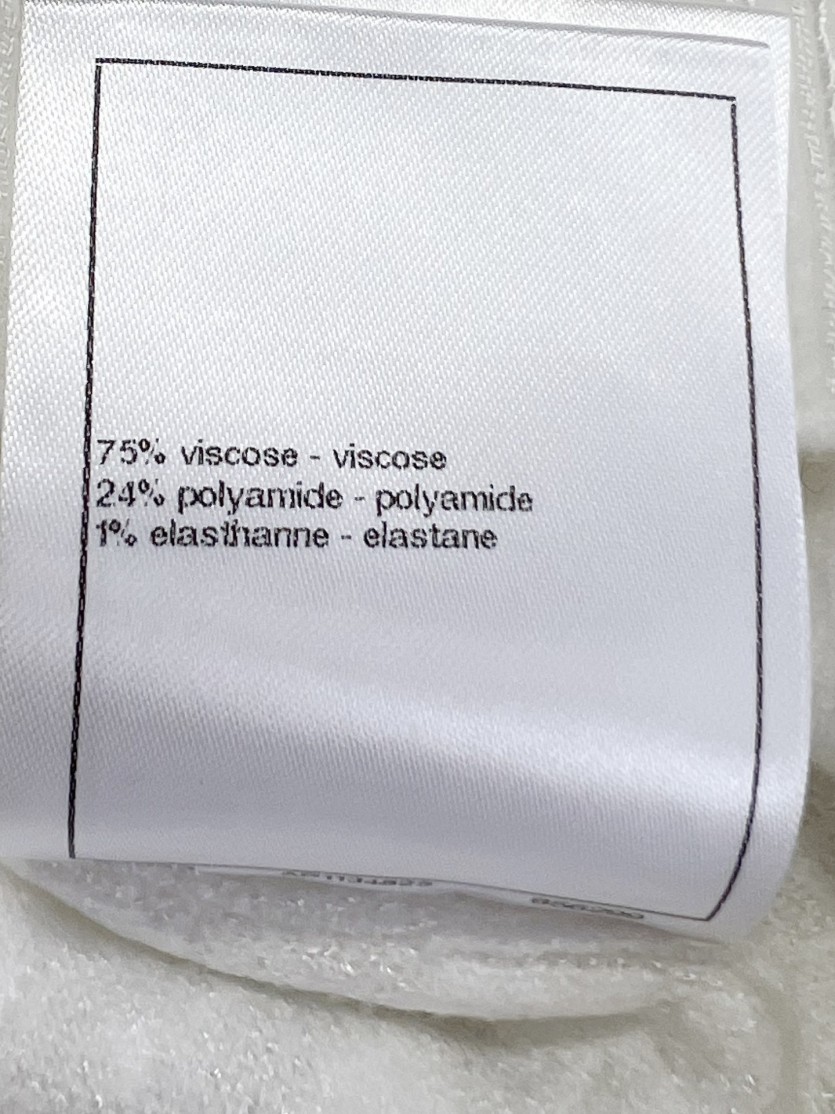 75% viscose - viscose
24% polyamide - polyamide
1% elasthanne - elastane